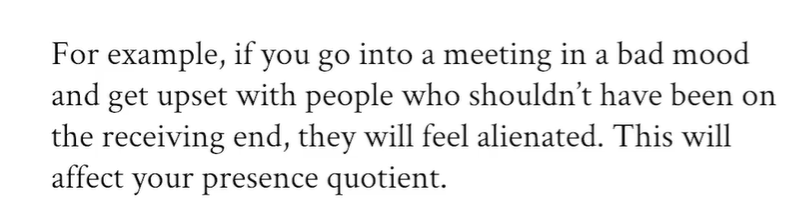 For example, if you go into a meeting in a bad mood
and get upset with people who shouldn’t have been on
the receiving end, they will feel alienated. This will
affect your presence quotient.